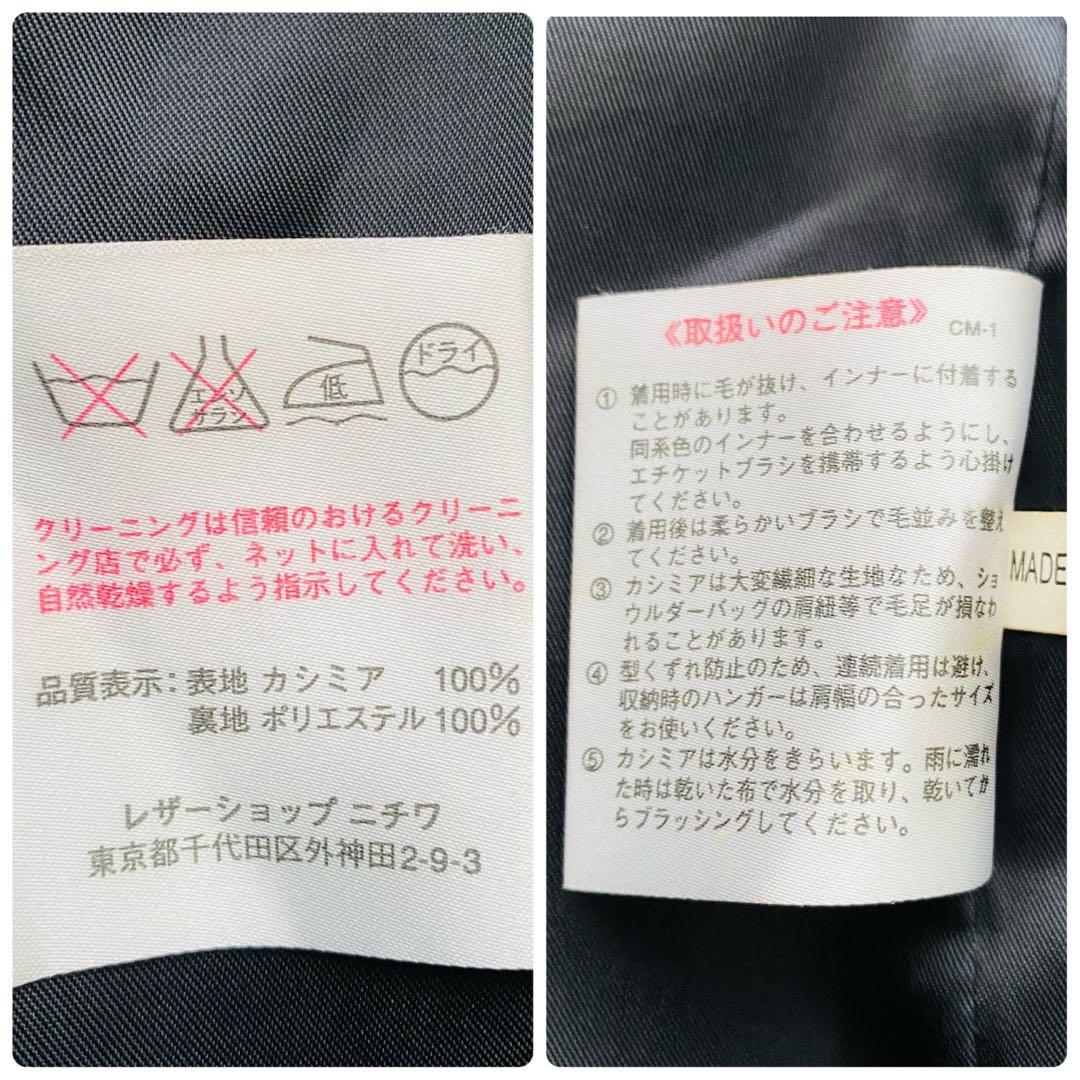 エンソ
サラシ
低
ドライ
クリーニングは信頼のおけるクリーニ
ング店で必ず、ネットに入れて洗い、
自然乾燥するよう指示してください。
品質表示：表地 カシミア 100%
裏地 ポリエステル 100%
レザーショップ ニチワ
東京都千代田区外神田2-9-3
《取扱いのご注意》 CM-1
① 着用時に毛が抜け、インナーに付着する
ことがあります。
同系色のインナーを合わせるようにし、
エチケットブラシを携帯するよう心掛け
てください。
② 着用後は柔らかいブラシで毛並みを整え
てください。
③ カシミアは大変繊細な生地なため、ショ
ウルダーバッグの肩紐等で毛足が損なわ
れることがあります。
④ 型くずれ防止のため、連続着用は避け、
収納時のハンガーは肩幅の合ったサイズ
をお使いください。
⑤ カシミアは水分をきらいます。雨に濡れ
た時は乾いた布で水分を取り、乾いてか
らブラッシングしてください。
MADE